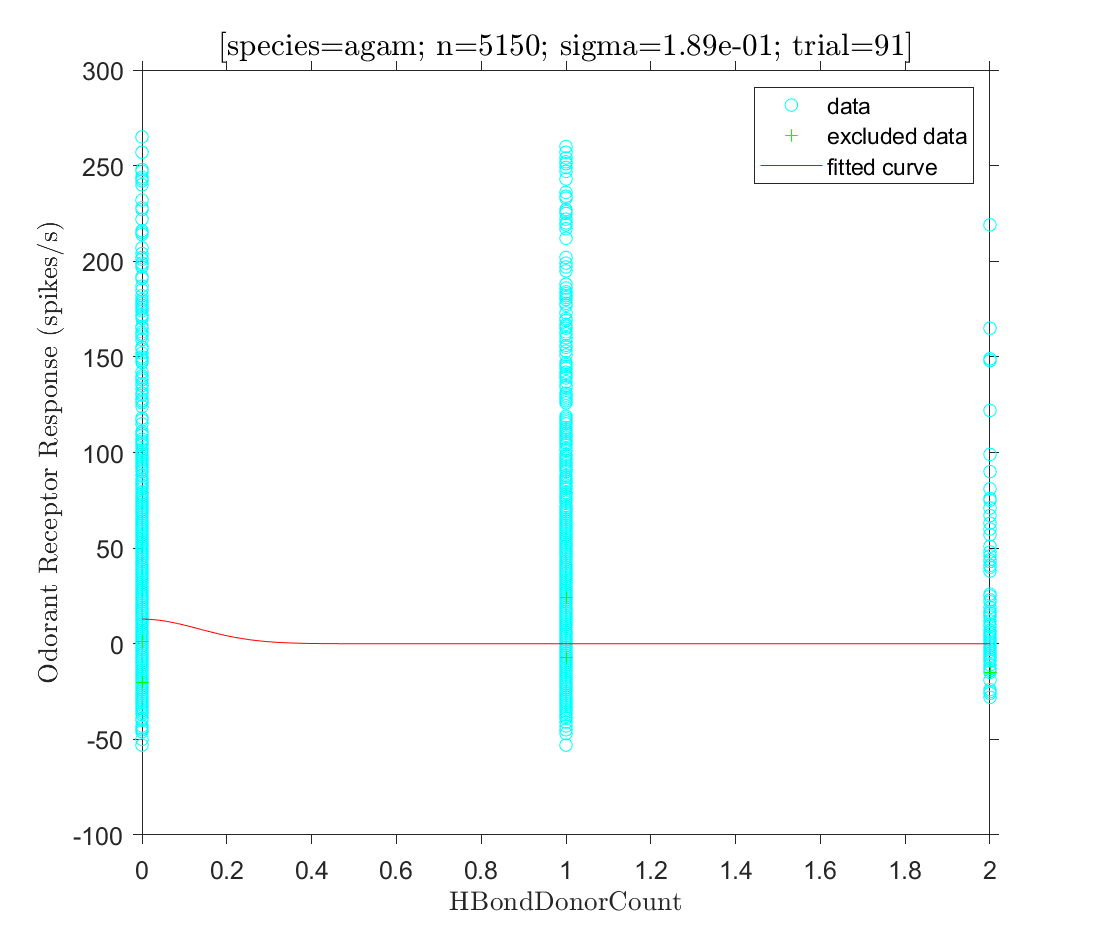 [species=agam; n=5150; sigma=1.89e-01; trial=91]
300
250
200
150
100
50
0
-50
-100
Odorant Receptor Response (spikes/s)
data
excluded data
fitted curve
0 0.2 0.4 0.6 0.8 1 1.2 1.4 1.6 1.8 2
HBondDonorCount